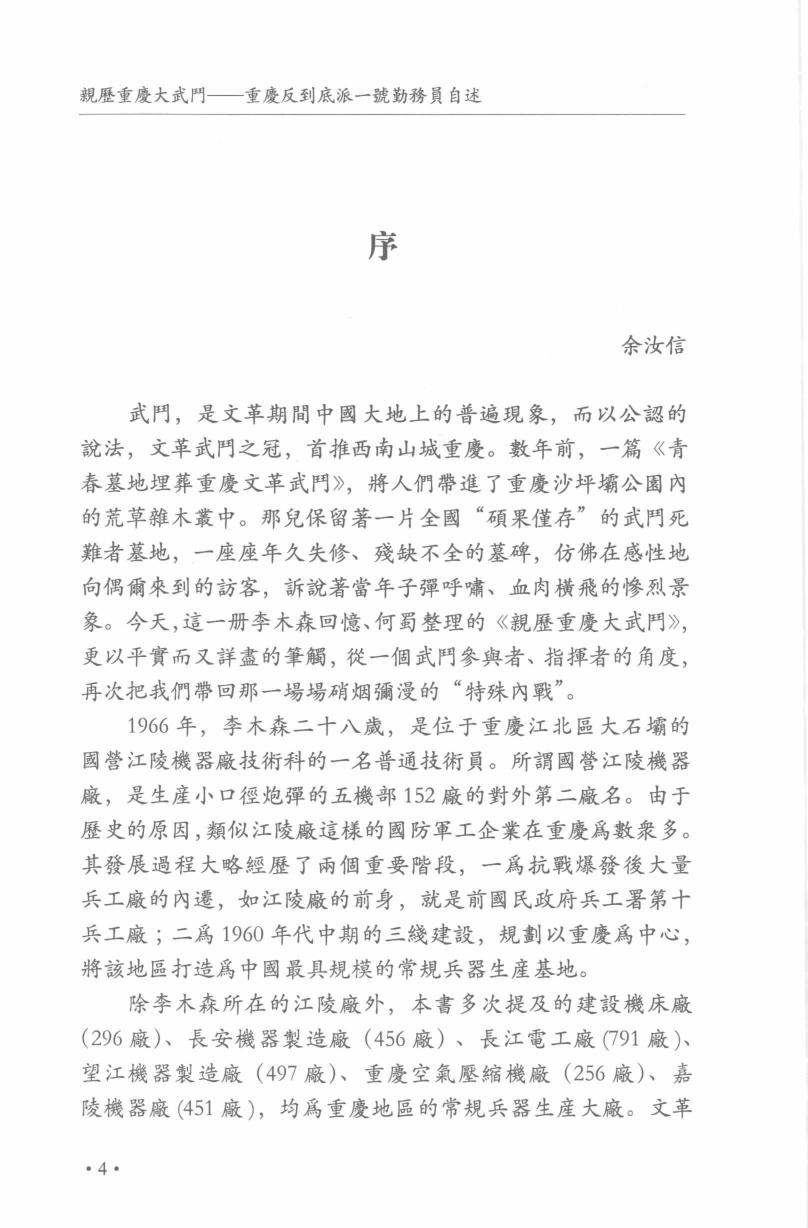 親歷重慶大武鬥——重慶反到底派一號勤務員自述
序
余汝信
武鬥，是文革期間中國大地上的普遍現象，而以公認的
說法，文革武鬥之冠，首推西南山城重慶。數年前，一篇《青
春墓地埋葬重慶文革武鬥》，將人們帶進了重慶沙坪壩公園內
的荒草雜木叢中。那兒保留著一片全國“碩果僅存”的武鬥死
難者墓地，一座座年久失修、殘缺不全的墓碑，仿佛在感性地
向偶爾來到的訪客，訴說著當年子彈呼嘯、血肉橫飛的慘烈景
象。今天，這一册李木森回憶、何蜀整理的《親歷重慶大武鬥》，
更以平實而又詳盡的筆觸，從一個武鬥參與者、指揮者的角度，
再次把我們帶回那一場場硝烟彌漫的“特殊內戰”。
1966 年，李木森二十八歲，是位于重慶江北區大石壩的
國營江陵機器廠技術科的一名普通技術員。所謂國營江陵機器
廠，是生産小口徑炮彈的五機部 152 廠的對外第二廠名。由于
歷史的原因，類似江陵廠這樣的國防軍工企業在重慶爲數衆多。
其發展過程大略經歷了兩個重要階段，一爲抗戰爆發後大量
兵工廠的內遷，如江陵廠的前身，就是前國民政府兵工署第十
兵工廠；二爲 1960 年代中期的三綫建設，規劃以重慶爲中心，
將該地區打造爲中國最具規模的常規兵器生産基地。
除李木森所在的江陵廠外，本書多次提及的建設機床廠
（296 廠）、長安機器製造廠（456 廠）、長江電工廠 (791 廠)、
望江機器製造廠（497 廠）、重慶空氣壓縮機廠（256 廠）、嘉
陵機器廠 (451 廠)，均爲重慶地區的常規兵器生産大廠。文革
·4·